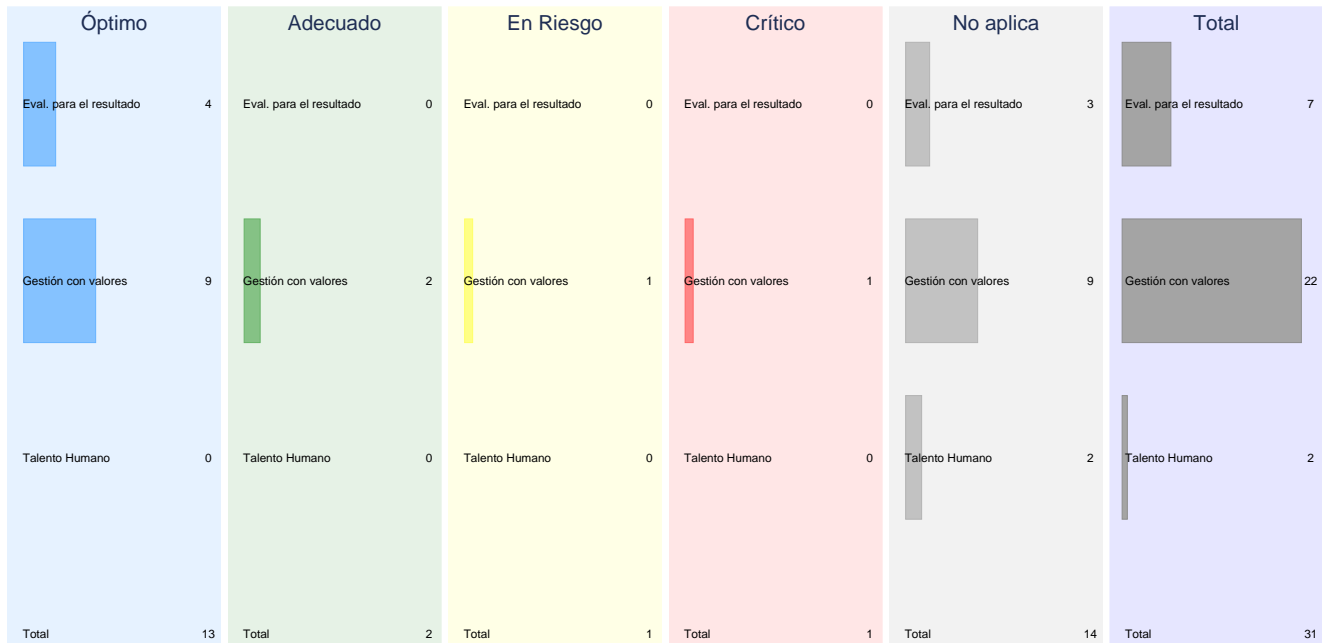 Óptimo Adecuado En Riesgo Crítico No aplica Total
Eval. para el resultado 4 Eval. para el resultado 0 Eval. para el resultado 0 Eval. para el resultado 0 Eval. para el resultado 3 Eval. para el resultado 7
Gestión con valores 9 Gestión con valores 2 Gestión con valores 1 Gestión con valores 1 Gestión con valores 9 Gestión con valores 22
Talento Humano 0 Talento Humano 0 Talento Humano 0 Talento Humano 0 Talento Humano 2 Talento Humano 2
Total 13 Total 2 Total 1 Total 1 Total 14 Total 31